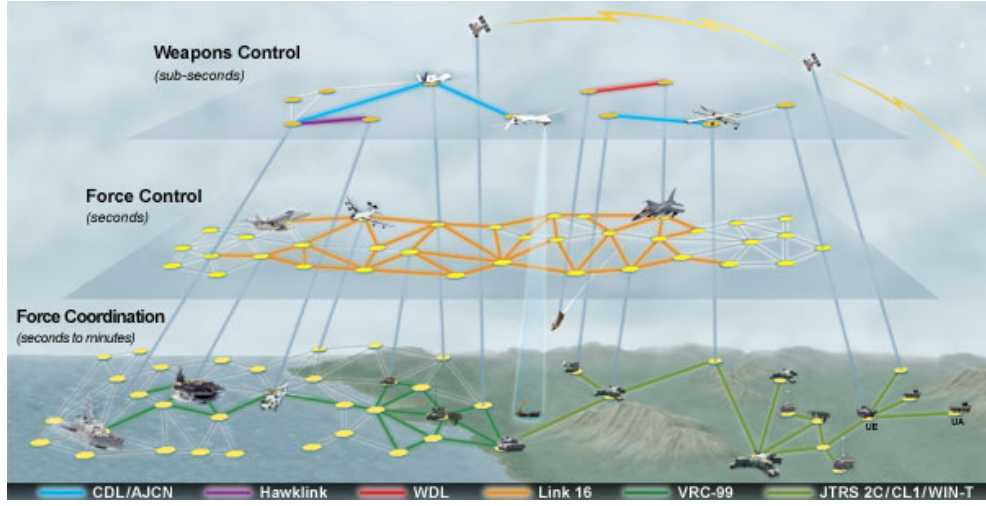 Weapons Control
(sub-seconds)
Force Control
(seconds)
Force Coordination
(seconds to minutes)
UE
UA
CDL/AJCN
Hawklink
WDL
Link 16
VRC-99
JTRS 2C/CL1/WIN-T